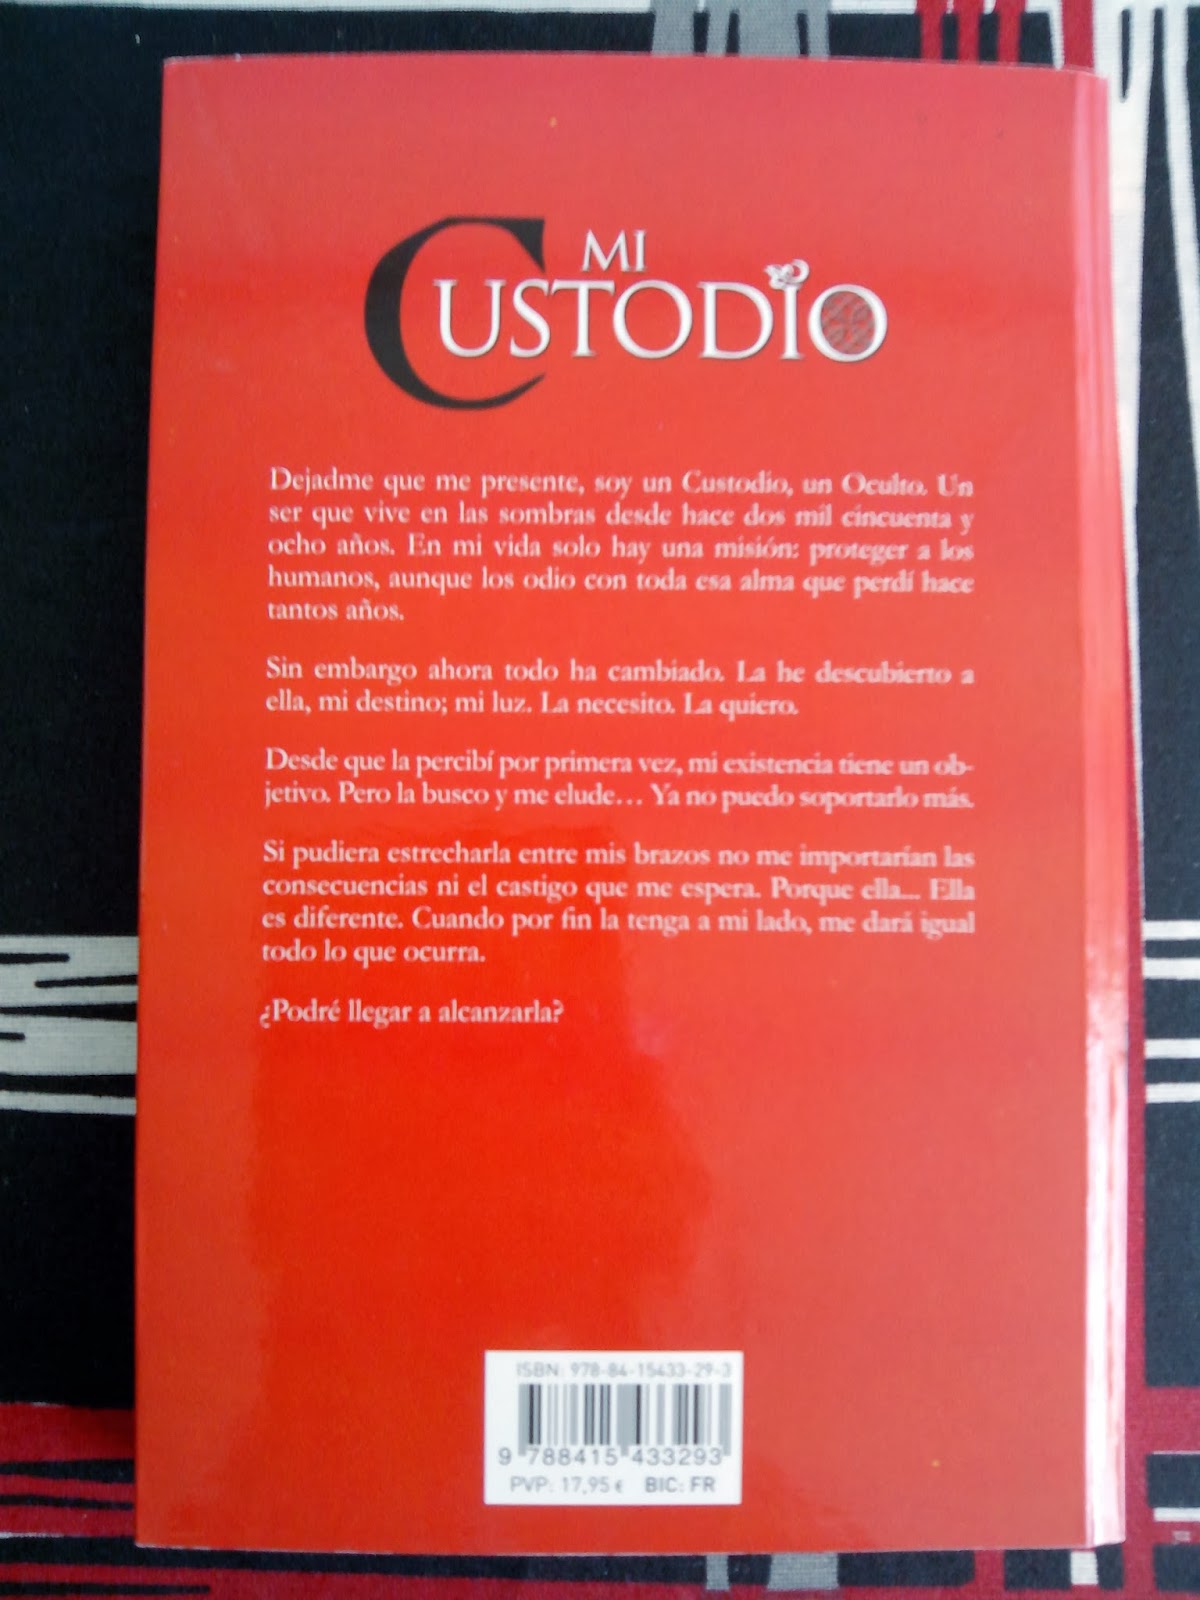 MI
CUSTODIO
Dejadme que me presente, soy un Custodio, un Oculto. Un
ser que vive en las sombras desde hace dos mil cincuenta y
ocho años. En mi vida solo hay una misión: proteger a los
humanos, aunque los odio con toda esa alma que perdí hace
tantos años.
Sin embargo ahora todo ha cambiado. La he descubierto a
ella, mi destino; mi luz. La necesito. La quiero.
Desde que la percibí por primera vez, mi existencia tiene un ob-
jetivo. Pero la busco y me elude... Ya no puedo soportarlo más.
Si pudiera estrecharla entre mis brazos no me importarían las
consecuencias ni el castigo que me espera. Porque ella... Ella
es diferente. Cuando por fin la tenga a mi lado, me dará igual
todo lo que ocurra.
¿Podré llegar a alcanzarla?
ISBN: 978-84-15433-29-3
9 788415 433293
PVP: 17,95 € BIC: FR